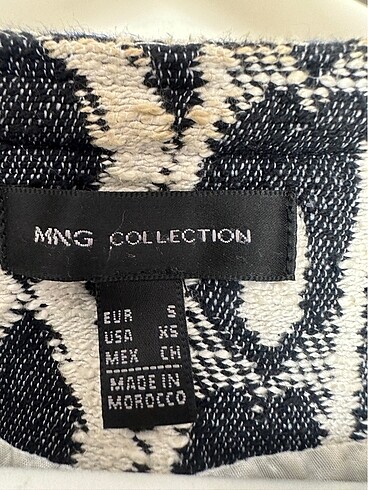 MNG COLLECTION
EUR S
USA XS
MEX CH
MADE IN
MOROCCO